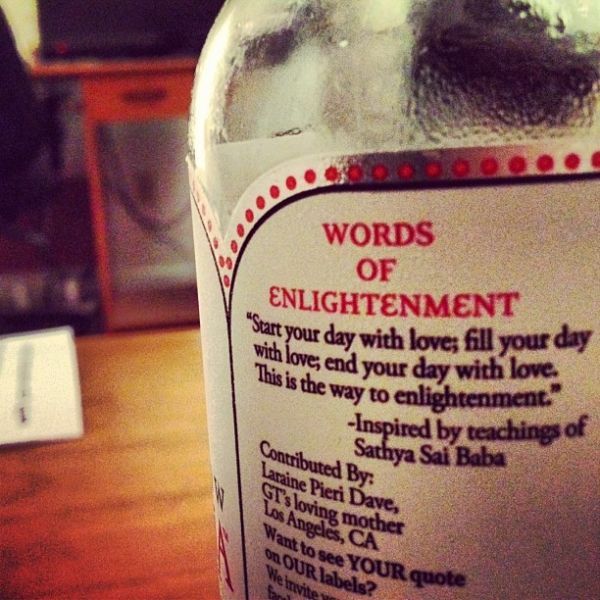 WORDS
OF
ENLIGHTENMENT
“Start your day with love; fill your day
with love; end your day with love.
This is the way to enlightenment.”
-Inspired by teachings of
Sathya Sai Baba
Contributed By:
Laraine Pieri Dave,
GT's loving mother
Los Angeles, CA
Want to see YOUR quote
on OUR labels?
We invite
W
A